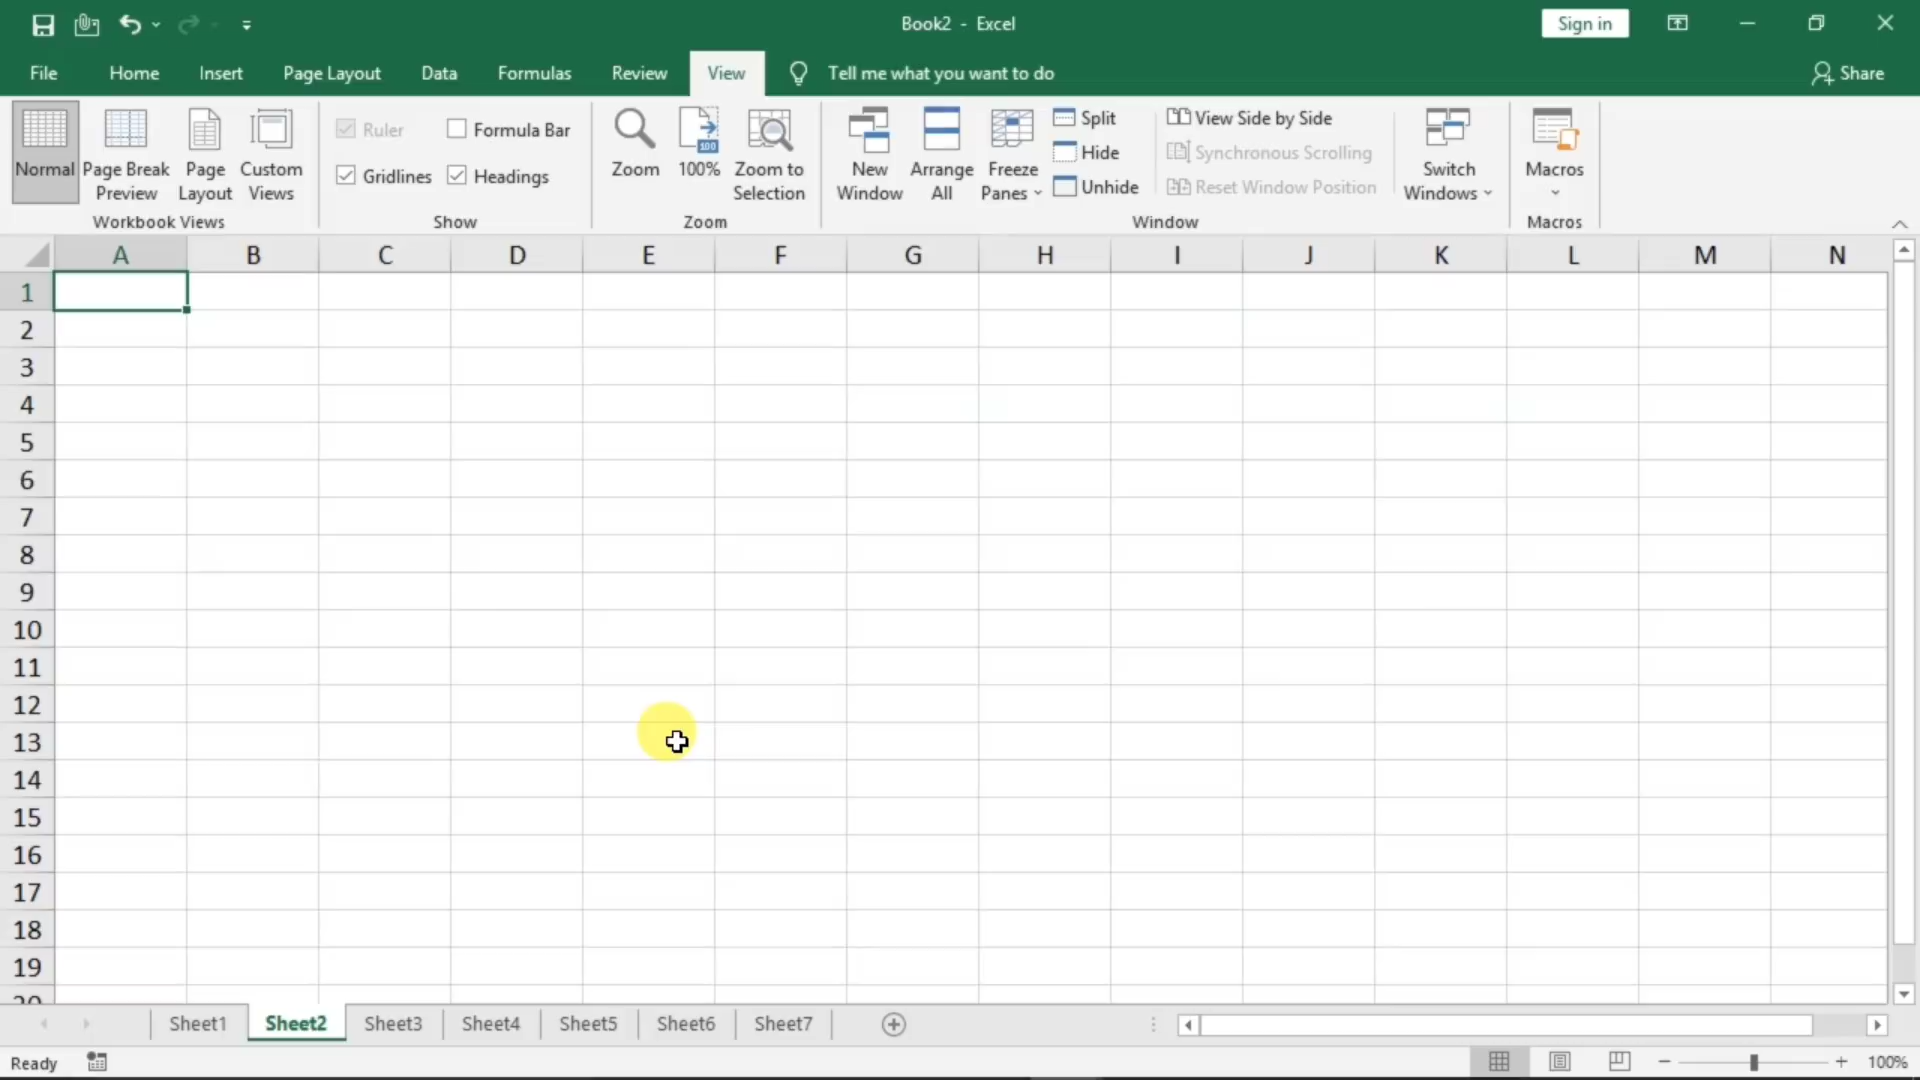 Book2 - Excel
Sign in
File Home Insert Page Layout Data Formulas Review View Tell me what you want to do Share
Normal
Page Break Preview
Page Layout
Custom Views
Workbook Views
Ruler
Formula Bar
Gridlines
Headings
Show
Zoom
100
100%
Zoom to Selection
Zoom
New Window
Arrange All
Freeze Panes
Split
Hide
Unhide
View Side by Side
Synchronous Scrolling
Reset Window Position
Window
Switch Windows
Macros
Macros
A B C D E F G H I J K L M N
1
2
3
4
5
6
7
8
9
10
11
12
13
14
15
16
17
18
19
20
Sheet1 Sheet2 Sheet3 Sheet4 Sheet5 Sheet6 Sheet7
Ready
100%